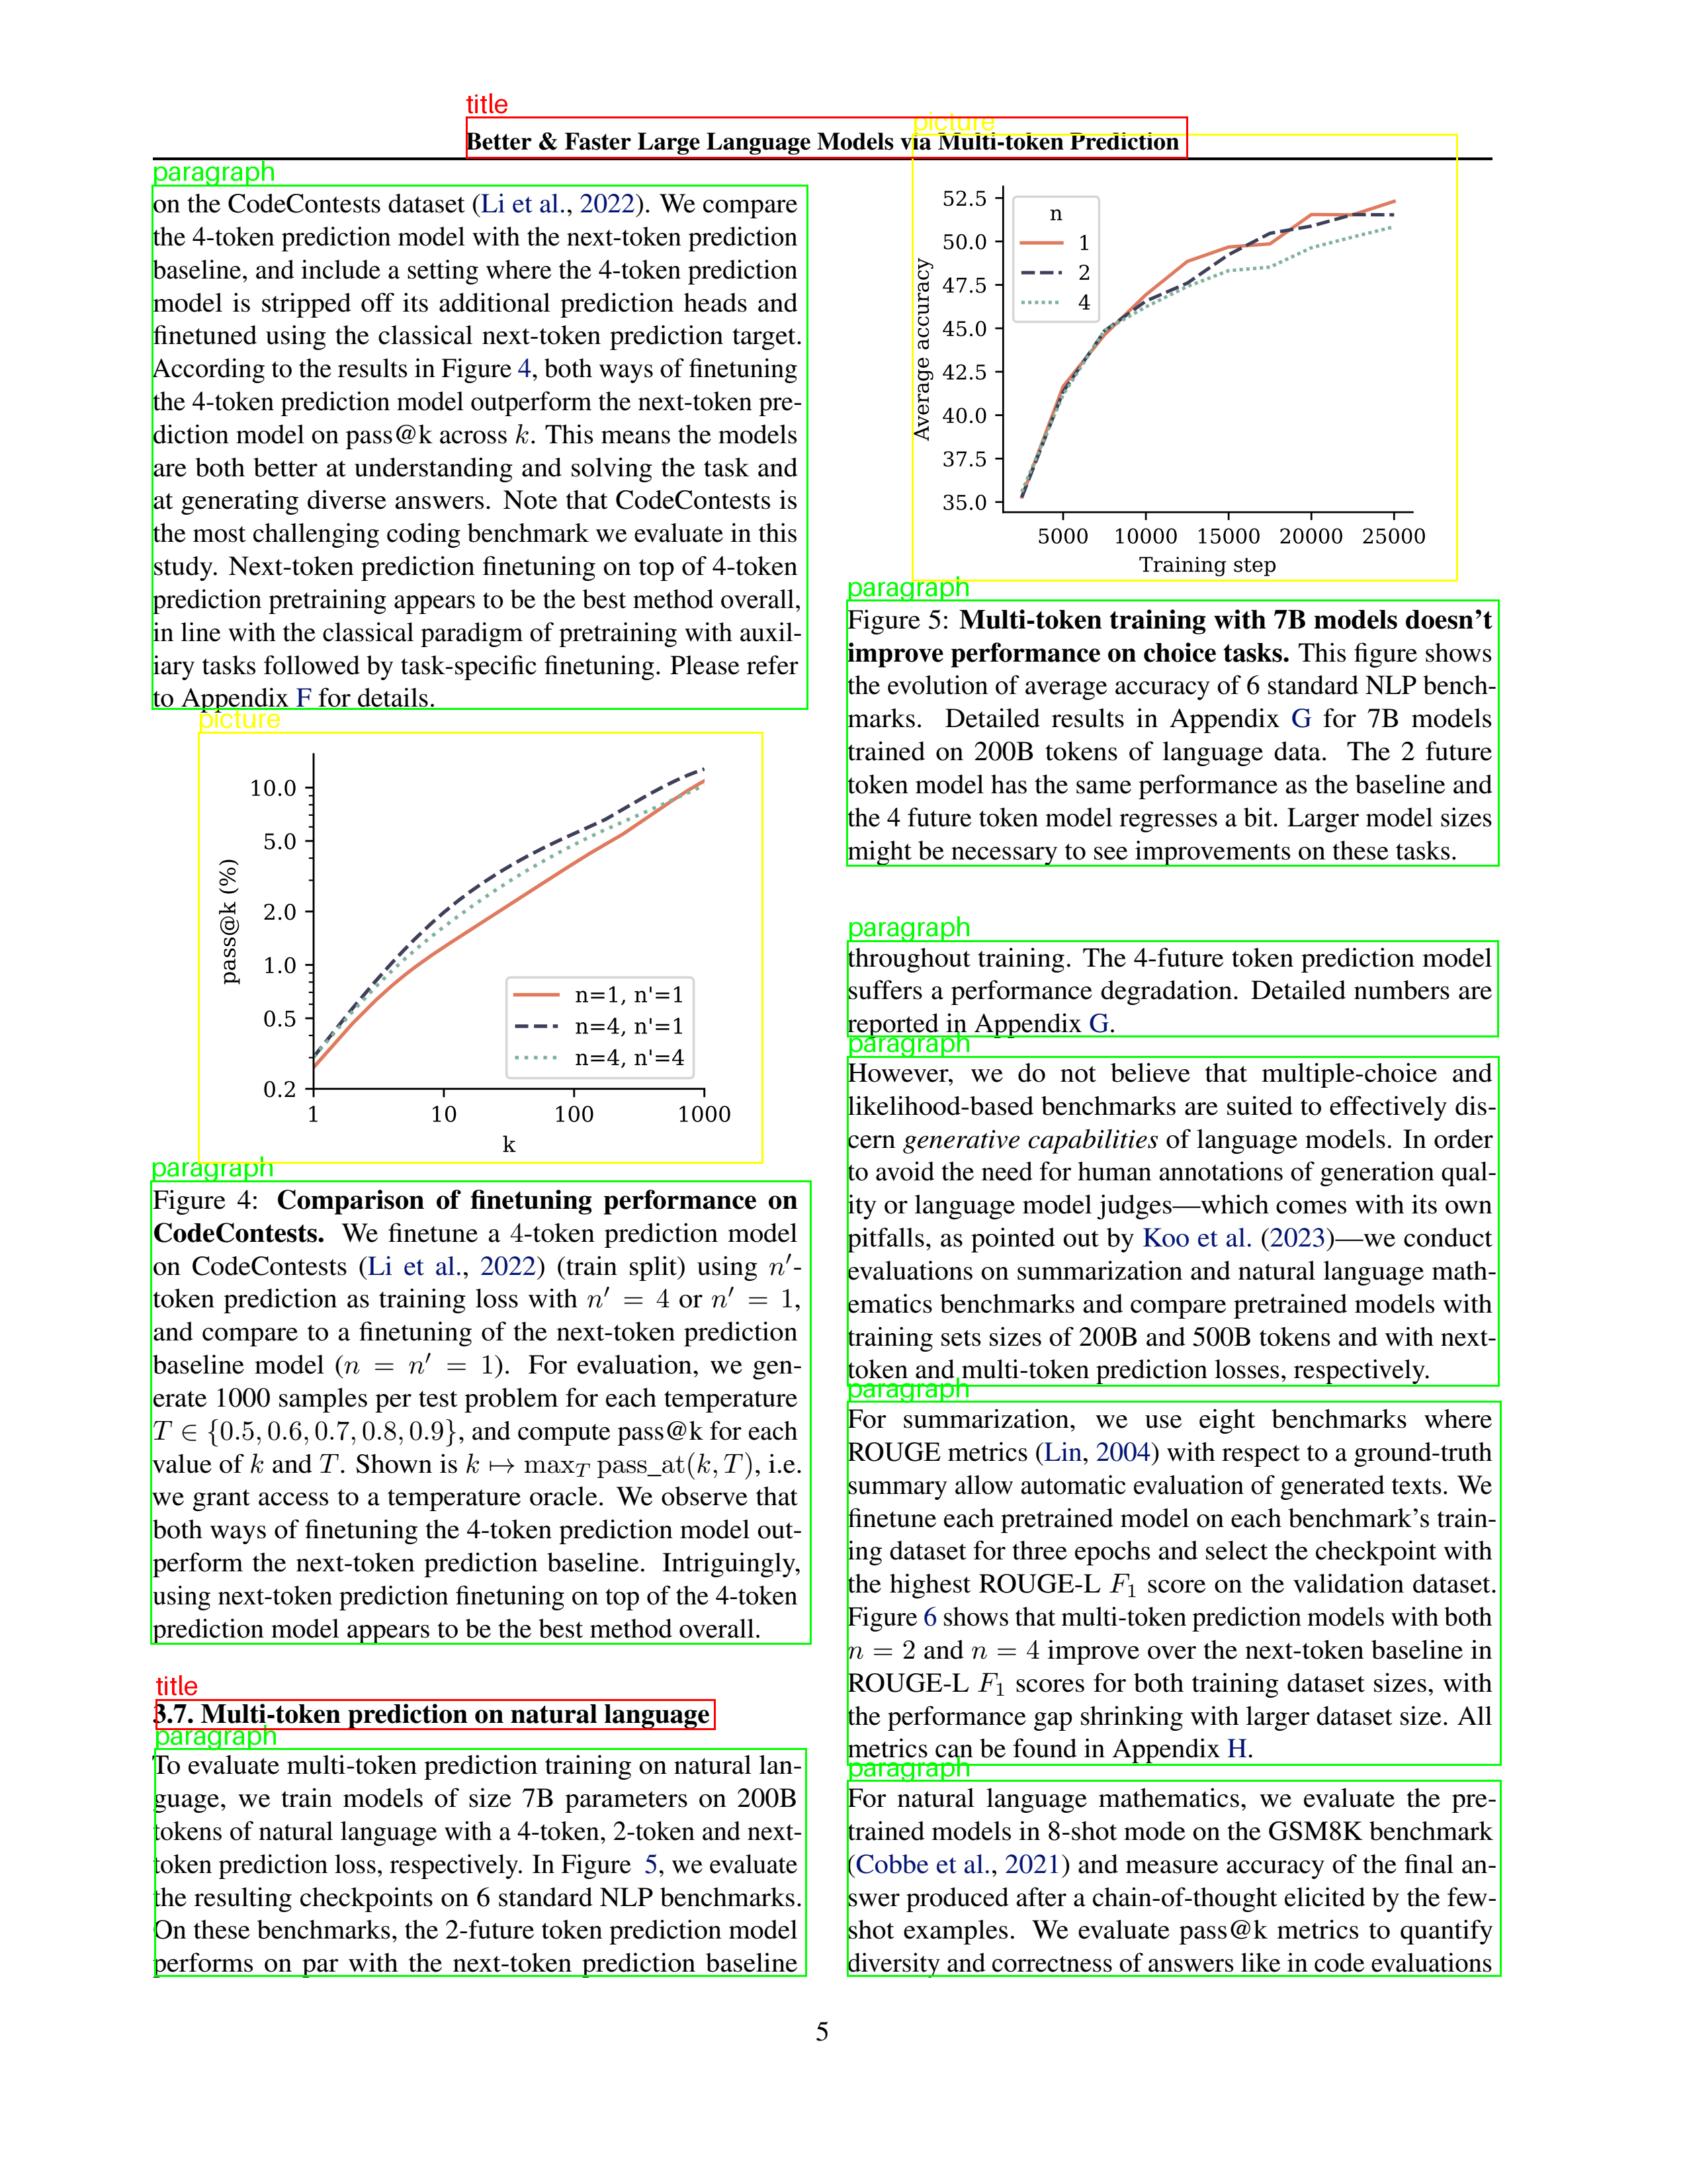 title
Better & Faster Large Language Models via Multi-token Prediction
paragraph
on the CodeContests dataset (Li et al., 2022). We compare
the 4-token prediction model with the next-token prediction
baseline, and include a setting where the 4-token prediction
model is stripped off its additional prediction heads and
finetuned using the classical next-token prediction target.
According to the results in Figure 4, both ways of finetuning
the 4-token prediction model outperform the next-token pre-
diction model on pass@k across k. This means the models
are both better at understanding and solving the task and
at generating diverse answers. Note that CodeContests is
the most challenging coding benchmark we evaluate in this
study. Next-token prediction finetuning on top of 4-token
prediction pretraining appears to be the best method overall,
in line with the classical paradigm of pretraining with auxil-
iary tasks followed by task-specific finetuning. Please refer
to Appendix F for details.
picture
10.0
5.0
2.0
1.0
0.5
0.2
pass@k (%)
n=1, n'=1
n=4, n'=1
n=4, n'=4
1 10 100 1000
k
paragraph
Figure 4: Comparison of finetuning performance on
CodeContests. We finetune a 4-token prediction model
on CodeContests (Li et al., 2022) (train split) using n′-
token prediction as training loss with n′ = 4 or n′ = 1,
and compare to a finetuning of the next-token prediction
baseline model (n = n′ = 1). For evaluation, we gen-
erate 1000 samples per test problem for each temperature
T ∈ {0.5, 0.6, 0.7, 0.8, 0.9}, and compute pass@k for each
value of k and T. Shown is k ↦ max_T pass_at(k, T), i.e.
we grant access to a temperature oracle. We observe that
both ways of finetuning the 4-token prediction model out-
perform the next-token prediction baseline. Intriguingly,
using next-token prediction finetuning on top of the 4-token
prediction model appears to be the best method overall.
title
3.7. Multi-token prediction on natural language
paragraph
To evaluate multi-token prediction training on natural lan-
guage, we train models of size 7B parameters on 200B
tokens of natural language with a 4-token, 2-token and next-
token prediction loss, respectively. In Figure 5, we evaluate
the resulting checkpoints on 6 standard NLP benchmarks.
On these benchmarks, the 2-future token prediction model
performs on par with the next-token prediction baseline
picture
52.5
50.0
47.5
45.0
42.5
40.0
37.5
35.0
Average accuracy
n
1
2
4
5000 10000 15000 20000 25000
Training step
paragraph
Figure 5: Multi-token training with 7B models doesn't
improve performance on choice tasks. This figure shows
the evolution of average accuracy of 6 standard NLP bench-
marks. Detailed results in Appendix G for 7B models
trained on 200B tokens of language data. The 2 future
token model has the same performance as the baseline and
the 4 future token model regresses a bit. Larger model sizes
might be necessary to see improvements on these tasks.
paragraph
throughout training. The 4-future token prediction model
suffers a performance degradation. Detailed numbers are
reported in Appendix G.
paragraph
However, we do not believe that multiple-choice and
likelihood-based benchmarks are suited to effectively dis-
cern generative capabilities of language models. In order
to avoid the need for human annotations of generation qual-
ity or language model judges—which comes with its own
pitfalls, as pointed out by Koo et al. (2023)—we conduct
evaluations on summarization and natural language math-
ematics benchmarks and compare pretrained models with
training sets sizes of 200B and 500B tokens and with next-
token and multi-token prediction losses, respectively.
paragraph
For summarization, we use eight benchmarks where
ROUGE metrics (Lin, 2004) with respect to a ground-truth
summary allow automatic evaluation of generated texts. We
finetune each pretrained model on each benchmark's train-
ing dataset for three epochs and select the checkpoint with
the highest ROUGE-L F₁ score on the validation dataset.
Figure 6 shows that multi-token prediction models with both
n = 2 and n = 4 improve over the next-token baseline in
ROUGE-L F₁ scores for both training dataset sizes, with
the performance gap shrinking with larger dataset size. All
metrics can be found in Appendix H.
paragraph
For natural language mathematics, we evaluate the pre-
trained models in 8-shot mode on the GSM8K benchmark
(Cobbe et al., 2021) and measure accuracy of the final an-
swer produced after a chain-of-thought elicited by the few-
shot examples. We evaluate pass@k metrics to quantify
diversity and correctness of answers like in code evaluations
5